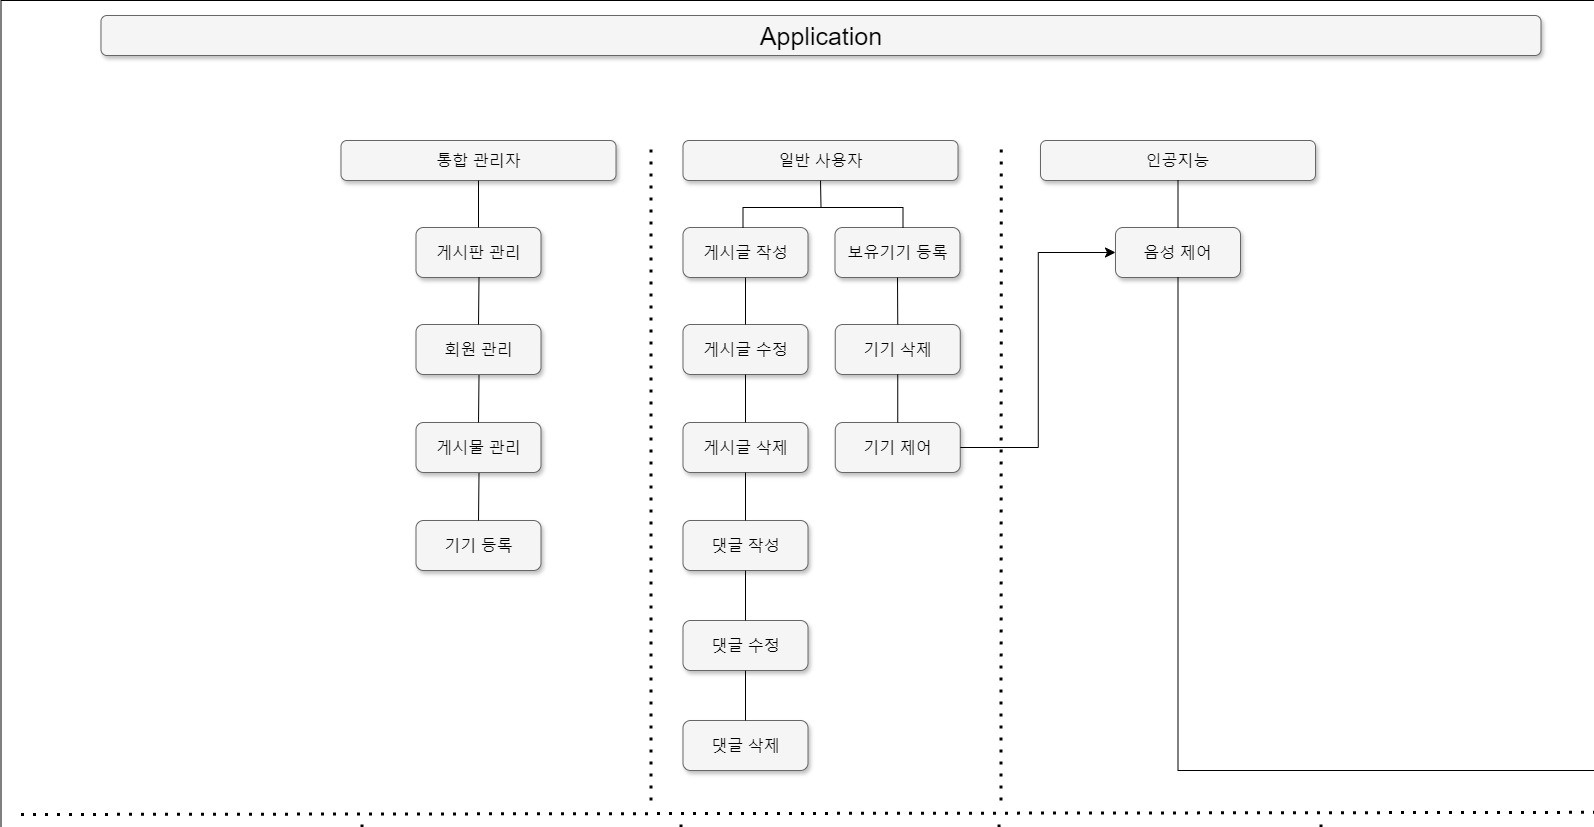 Application
통합 관리자
게시판 관리
회원 관리
게시물 관리
기기 등록
일반 사용자
게시글 작성
게시글 수정
게시글 삭제
댓글 작성
댓글 수정
댓글 삭제
보유기기 등록
기기 삭제
기기 제어
인공지능
음성 제어